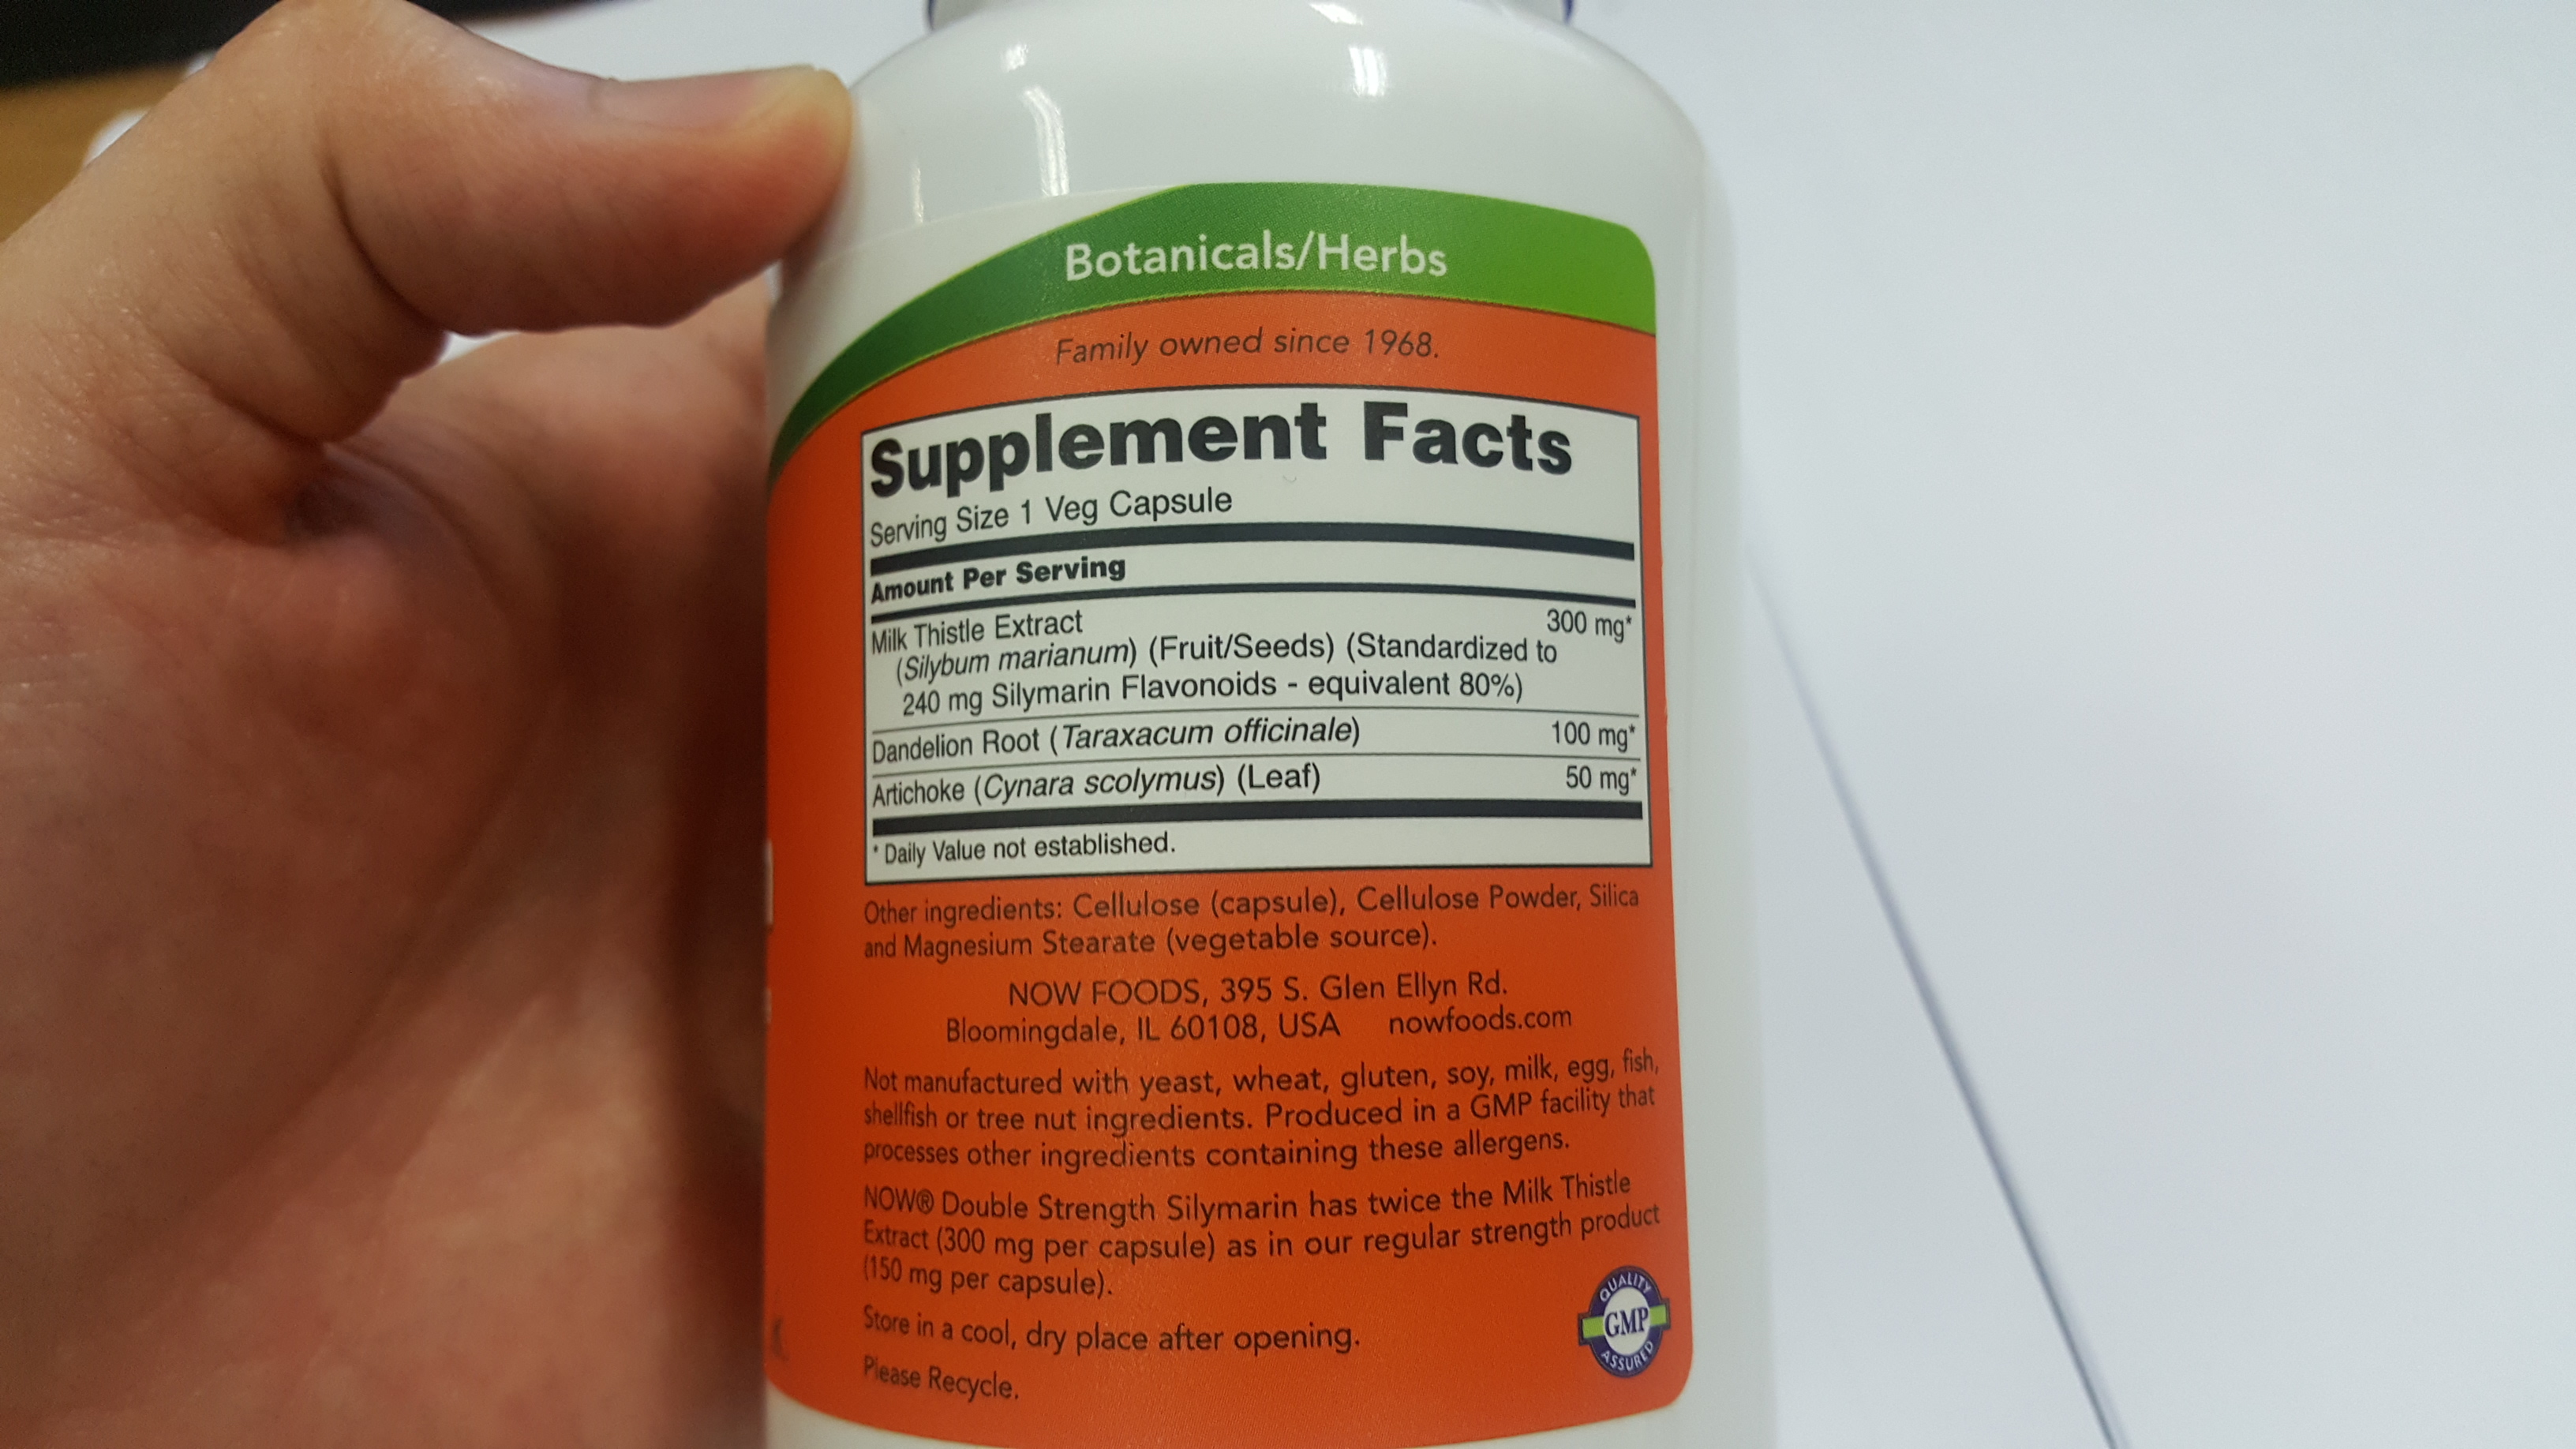 Botanicals/Herbs
Family owned since 1968.
Supplement Facts
Serving Size 1 Veg Capsule
Amount Per Serving
Milk Thistle Extract 300 mg*
(Silybum marianum) (Fruit/Seeds) (Standardized to
240 mg Silymarin Flavonoids - equivalent 80%)
Dandelion Root (Taraxacum officinale) 100 mg*
Artichoke (Cynara scolymus) (Leaf) 50 mg*
* Daily Value not established.
Other ingredients: Cellulose (capsule), Cellulose Powder, Silica
and Magnesium Stearate (vegetable source).
NOW FOODS, 395 S. Glen Ellyn Rd.
Bloomingdale, IL 60108, USA nowfoods.com
Not manufactured with yeast, wheat, gluten, soy, milk, egg, fish,
shellfish or tree nut ingredients. Produced in a GMP facility that
processes other ingredients containing these allergens.
NOW® Double Strength Silymarin has twice the Milk Thistle
Extract (300 mg per capsule) as in our regular strength product
(150 mg per capsule).
Store in a cool, dry place after opening.
Please Recycle.
QUALITY
GMP
ASSURED